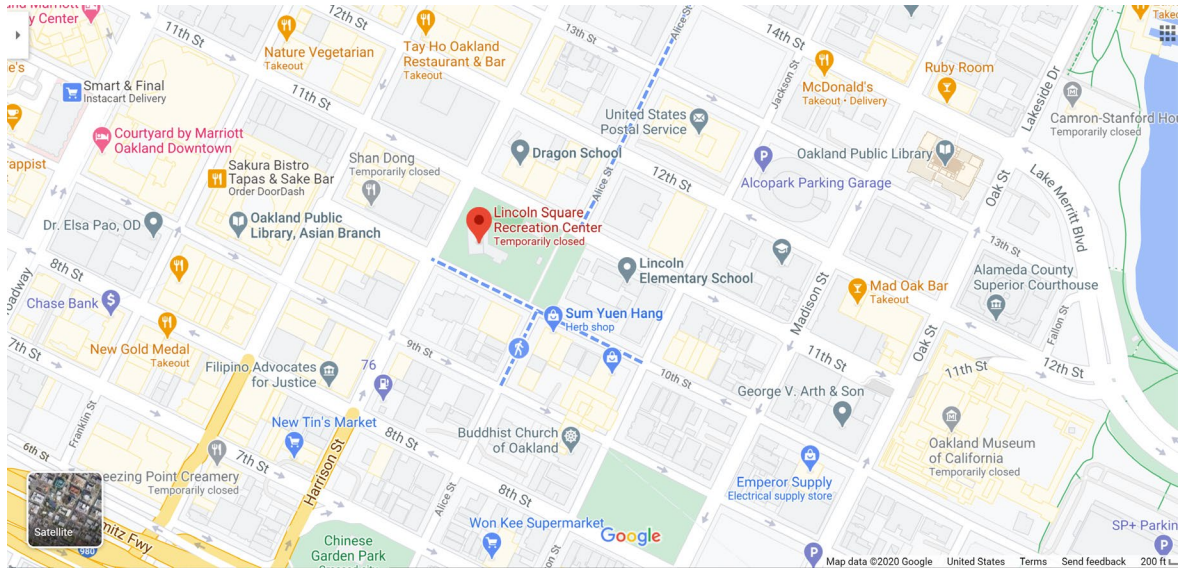 y Center
11th St
12th St
Nature Vegetarian
Takeout
Tay Ho Oakland
Restaurant & Bar
Takeout
13th St
Alice St
14th St
Jackson St
McDonald's
Takeout • Delivery
Ruby Room
Lakeside Dr
Camron-Stanford Hou
Temporarily closed
Smart & Final
Instacart Delivery
11th St
Courtyard by Marriott
Oakland Downtown
rappist
Sakura Bistro
Tapas & Sake Bar
Order DoorDash
Shan Dong
Temporarily closed
Dragon School
United States
Postal Service
Alice St
12th St
Alcopark Parking Garage
Oakland Public Library
Oak St
Lake Merritt Blvd
Dr. Elsa Pao, OD
Oakland Public
Library, Asian Branch
Lincoln Square
Recreation Center
Temporarily closed
Lincoln
Elementary School
13th St
Alameda County
Superior Courthouse
Mad Oak Bar
Takeout
Madison St
Fallon St
8th St
roadway
Chase Bank
New Gold Medal
Takeout
7th St
Filipino Advocates
for Justice
76
9th St
Sum Yuen Hang
Herb shop
10th St
11th St
Oak St
11th St
12th St
George V. Arth & Son
Oakland Museum
of California
Temporarily closed
Franklin St
New Tin's Market
8th St
Buddhist Church
of Oakland
6th St
7th St
eezing Point Creamery
Temporarily closed
Harrison St
Alice St
8th St
Emperor Supply
Electrical supply store
Satellite
mitz Fwy
980
Chinese
Garden Park
Won Kee Supermarket
Google
SP+ Parkin
Map data ©2020 Google
United States
Terms
Send feedback
200 ft